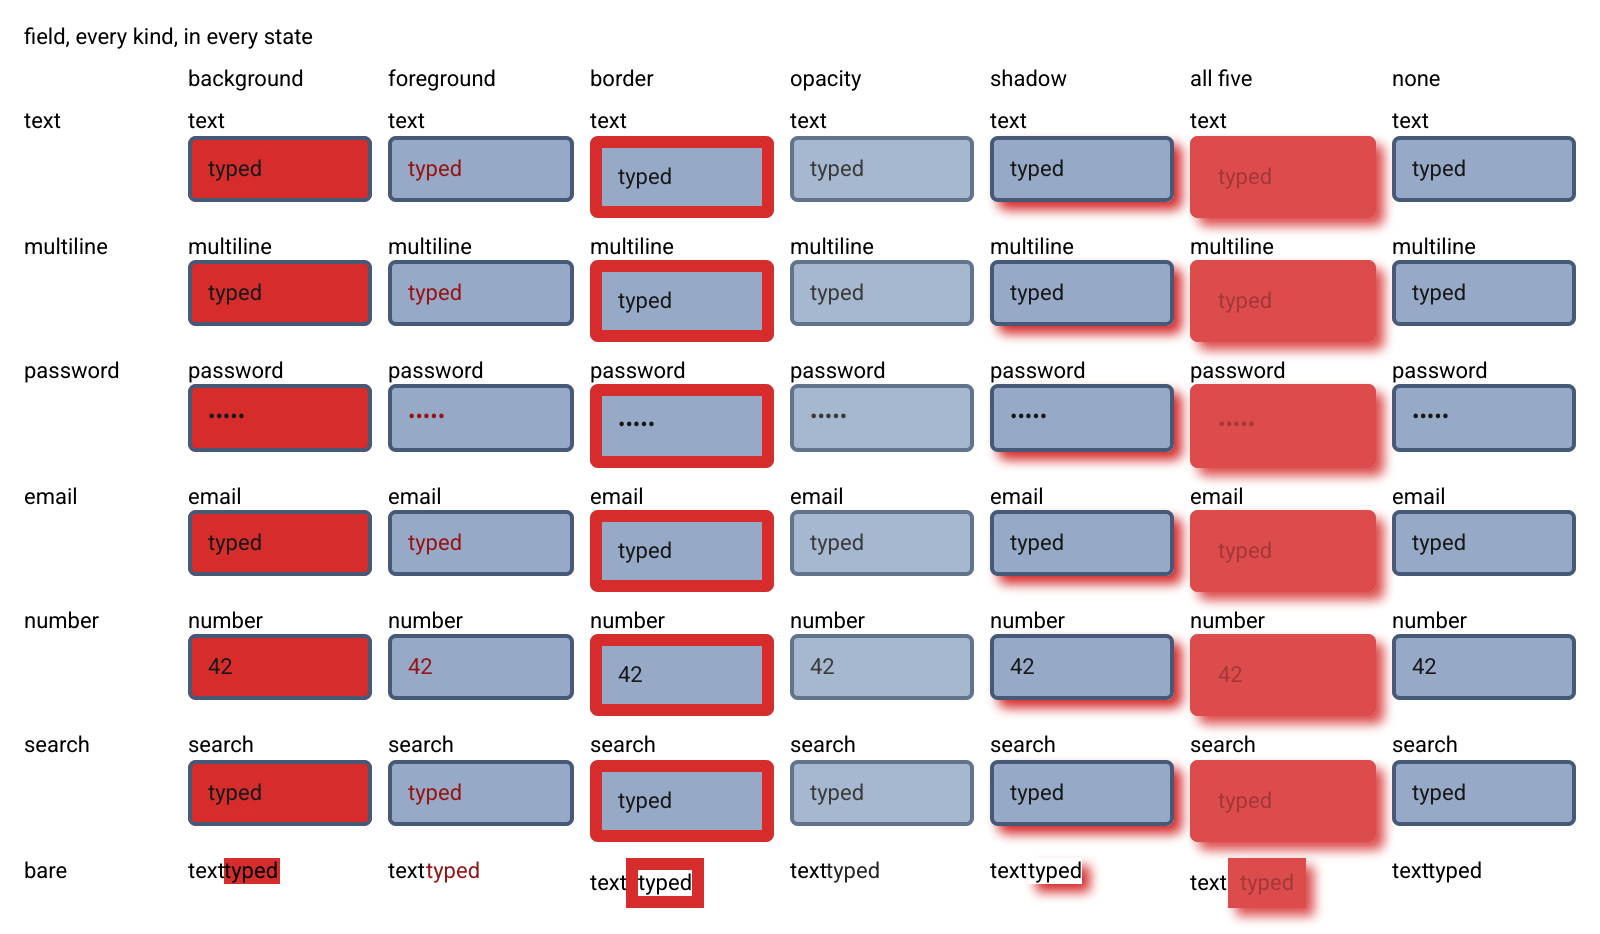 field, every kind, in every state
background foreground border opacity shadow all five none
text text text text text text text text
typed typed typed typed typed typed typed
multiline multiline multiline multiline multiline multiline multiline multiline
typed typed typed typed typed typed typed
password password password password password password password password
••••• ••••• ••••• ••••• ••••• ••••• •••••
email email email email email email email email
typed typed typed typed typed typed typed
number number number number number number number number
42 42 42 42 42 42 42
search search search search search search search search
typed typed typed typed typed typed typed
bare texttyped texttyped text typed texttyped texttyped text typed texttyped